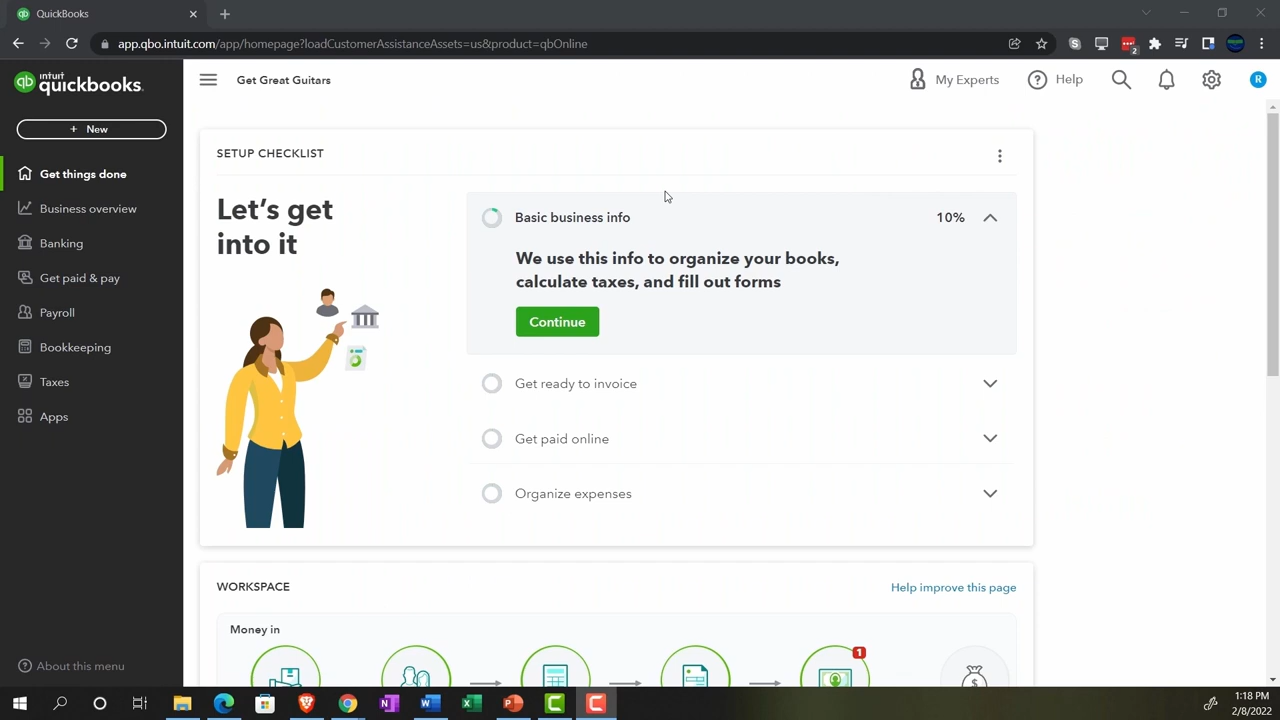 QuickBooks
app.qbo.intuit.com/app/homepage?loadCustomerAssistanceAssets=us&product=qbOnline
2
qb intuit quickbooks.
Get Great Guitars
My Experts
Help
R
+ New
Get things done
Business overview
Banking
Get paid & pay
Payroll
Bookkeeping
Taxes
Apps
About this menu
SETUP CHECKLIST
Let's get
into it
Basic business info 10%
We use this info to organize your books,
calculate taxes, and fill out forms
Continue
Get ready to invoice
Get paid online
Organize expenses
WORKSPACE
Help improve this page
Money in
1
$
1:18 PM
2/8/2022